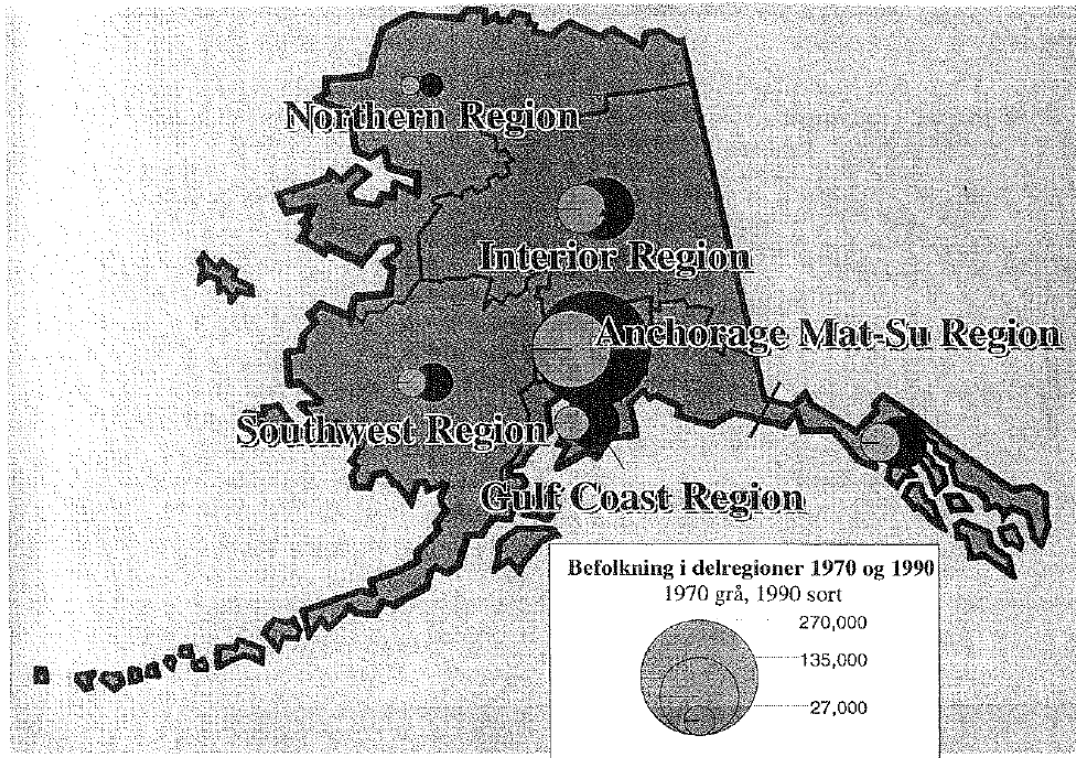 Northern Region
Interior Region
Anchorage Mat-Su Region
Southwest Region
Gulf Coast Region
Befolkning i delregioner 1970 og 1990
1970 grå, 1990 sort
270,000
135,000
27,000